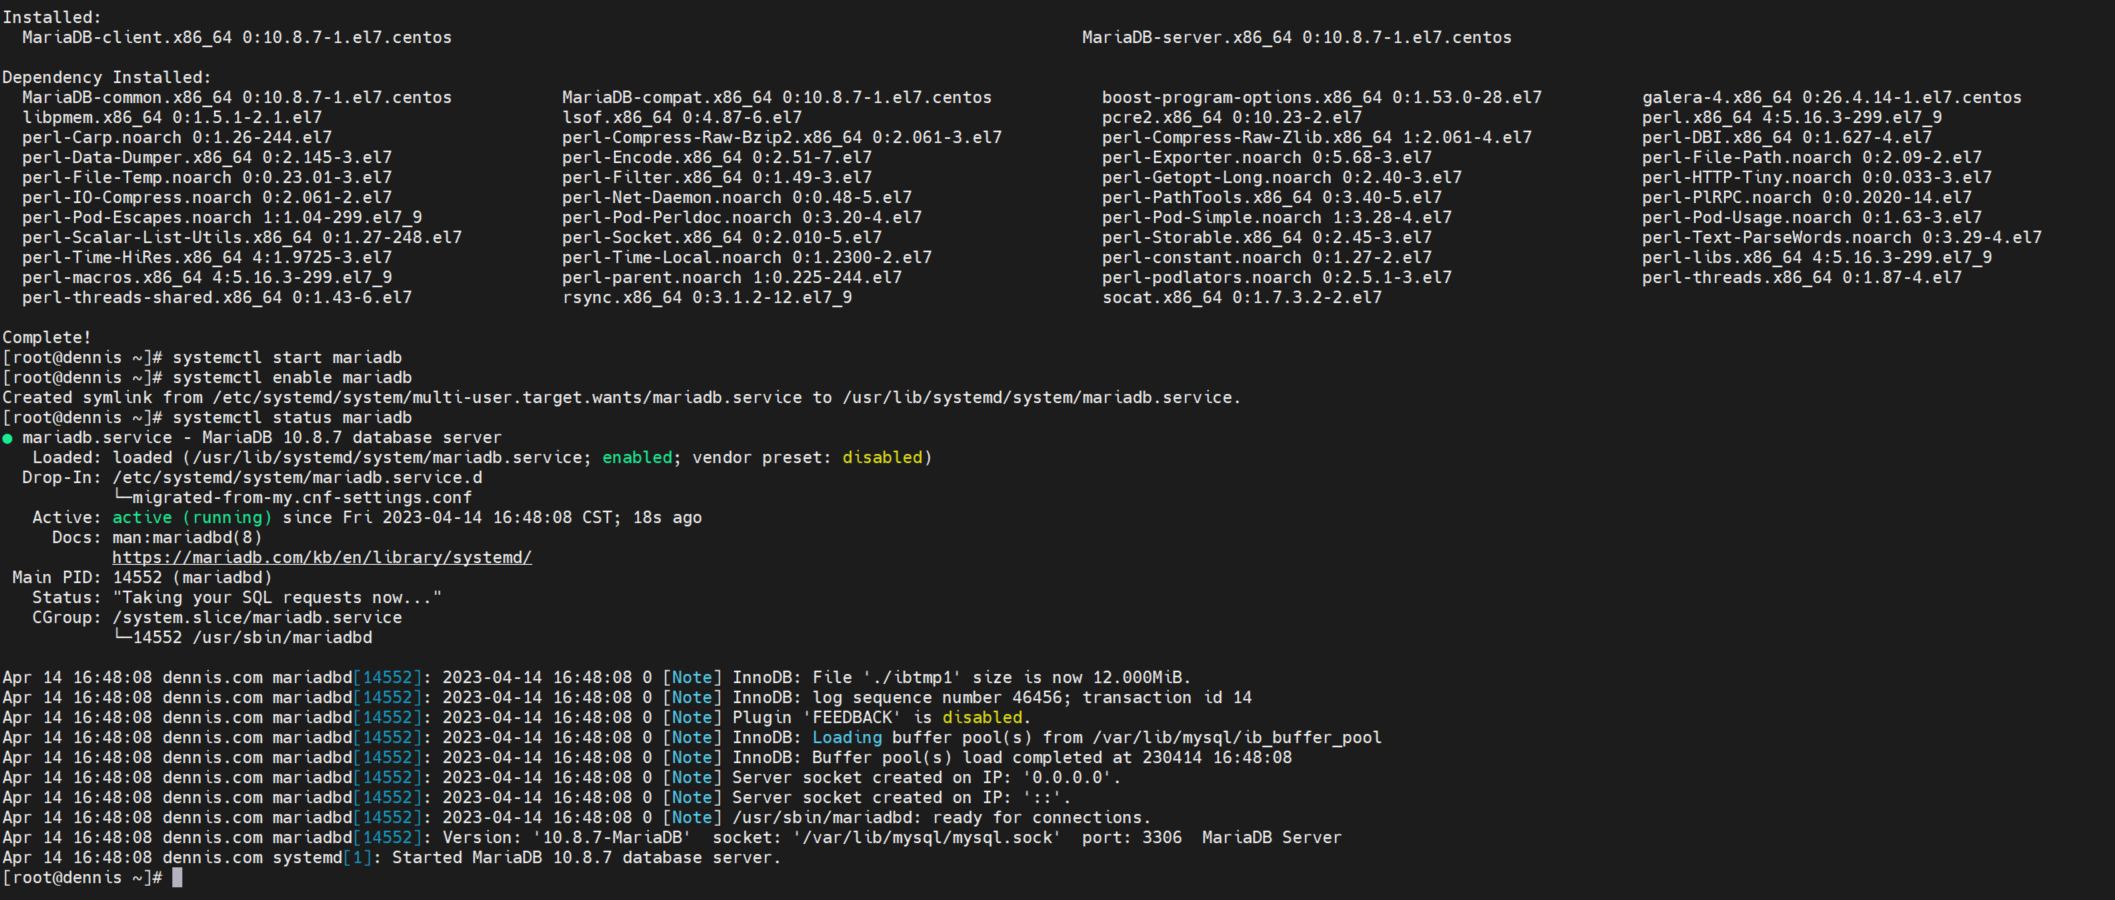 Installed:
  MariaDB-client.x86_64 0:10.8.7-1.el7.centos                                                               MariaDB-server.x86_64 0:10.8.7-1.el7.centos

Dependency Installed:
  MariaDB-common.x86_64 0:10.8.7-1.el7.centos           MariaDB-compat.x86_64 0:10.8.7-1.el7.centos           boost-program-options.x86_64 0:1.53.0-28.el7          galera-4.x86_64 0:26.4.14-1.el7.centos
  libpmem.x86_64 0:1.5.1-2.1.el7                        lsof.x86_64 0:4.87-6.el7                              pcre2.x86_64 0:10.23-2.el7                            perl.x86_64 4:5.16.3-299.el7_9
  perl-Carp.noarch 0:1.26-244.el7                       perl-Compress-Raw-Bzip2.x86_64 0:2.061-3.el7          perl-Compress-Raw-Zlib.x86_64 1:2.061-4.el7           perl-DBI.x86_64 0:1.627-4.el7
  perl-Data-Dumper.x86_64 0:2.145-3.el7                 perl-Encode.x86_64 0:2.51-7.el7                       perl-Exporter.noarch 0:5.68-3.el7                     perl-File-Path.noarch 0:2.09-2.el7
  perl-File-Temp.noarch 0:0.23.01-3.el7                 perl-Filter.x86_64 0:1.49-3.el7                       perl-Getopt-Long.noarch 0:2.40-3.el7                  perl-HTTP-Tiny.noarch 0:0.033-3.el7
  perl-IO-Compress.noarch 0:2.061-2.el7                 perl-Net-Daemon.noarch 0:0.48-5.el7                   perl-PathTools.x86_64 0:3.40-5.el7                    perl-PlRPC.noarch 0:0.2020-14.el7
  perl-Pod-Escapes.noarch 1:1.04-299.el7_9              perl-Pod-Perldoc.noarch 0:3.20-4.el7                  perl-Pod-Simple.noarch 1:3.28-4.el7                   perl-Pod-Usage.noarch 0:1.63-3.el7
  perl-Scalar-List-Utils.x86_64 0:1.27-248.el7          perl-Socket.x86_64 0:2.010-5.el7                      perl-Storable.x86_64 0:2.45-3.el7                     perl-Text-ParseWords.noarch 0:3.29-4.el7
  perl-Time-HiRes.x86_64 4:1.9725-3.el7                 perl-Time-Local.noarch 0:1.2300-2.el7                 perl-constant.noarch 0:1.27-2.el7                     perl-libs.x86_64 4:5.16.3-299.el7_9
  perl-macros.x86_64 4:5.16.3-299.el7_9                 perl-parent.noarch 1:0.225-244.el7                    perl-podlators.noarch 0:2.5.1-3.el7                   perl-threads.x86_64 0:1.87-4.el7
  perl-threads-shared.x86_64 0:1.43-6.el7               rsync.x86_64 0:3.1.2-12.el7_9                         socat.x86_64 0:1.7.3.2-2.el7

Complete!
[root@dennis ~]# systemctl start mariadb
[root@dennis ~]# systemctl enable mariadb
Created symlink from /etc/systemd/system/multi-user.target.wants/mariadb.service to /usr/lib/systemd/system/mariadb.service.
[root@dennis ~]# systemctl status mariadb
● mariadb.service - MariaDB 10.8.7 database server
   Loaded: loaded (/usr/lib/systemd/system/mariadb.service; enabled; vendor preset: disabled)
  Drop-In: /etc/systemd/system/mariadb.service.d
           └─migrated-from-my.cnf-settings.conf
   Active: active (running) since Fri 2023-04-14 16:48:08 CST; 18s ago
     Docs: man:mariadbd(8)
           https://mariadb.com/kb/en/library/systemd/
 Main PID: 14552 (mariadbd)
   Status: "Taking your SQL requests now..."
   CGroup: /system.slice/mariadb.service
           └─14552 /usr/sbin/mariadbd

Apr 14 16:48:08 dennis.com mariadbd[14552]: 2023-04-14 16:48:08 0 [Note] InnoDB: File './ibtmp1' size is now 12.000MiB.
Apr 14 16:48:08 dennis.com mariadbd[14552]: 2023-04-14 16:48:08 0 [Note] InnoDB: log sequence number 46456; transaction id 14
Apr 14 16:48:08 dennis.com mariadbd[14552]: 2023-04-14 16:48:08 0 [Note] Plugin 'FEEDBACK' is disabled.
Apr 14 16:48:08 dennis.com mariadbd[14552]: 2023-04-14 16:48:08 0 [Note] InnoDB: Loading buffer pool(s) from /var/lib/mysql/ib_buffer_pool
Apr 14 16:48:08 dennis.com mariadbd[14552]: 2023-04-14 16:48:08 0 [Note] InnoDB: Buffer pool(s) load completed at 230414 16:48:08
Apr 14 16:48:08 dennis.com mariadbd[14552]: 2023-04-14 16:48:08 0 [Note] Server socket created on IP: '0.0.0.0'.
Apr 14 16:48:08 dennis.com mariadbd[14552]: 2023-04-14 16:48:08 0 [Note] Server socket created on IP: '::'.
Apr 14 16:48:08 dennis.com mariadbd[14552]: 2023-04-14 16:48:08 0 [Note] /usr/sbin/mariadbd: ready for connections.
Apr 14 16:48:08 dennis.com mariadbd[14552]: Version: '10.8.7-MariaDB'  socket: '/var/lib/mysql/mysql.sock'  port: 3306  MariaDB Server
Apr 14 16:48:08 dennis.com systemd[1]: Started MariaDB 10.8.7 database server.
[root@dennis ~]#